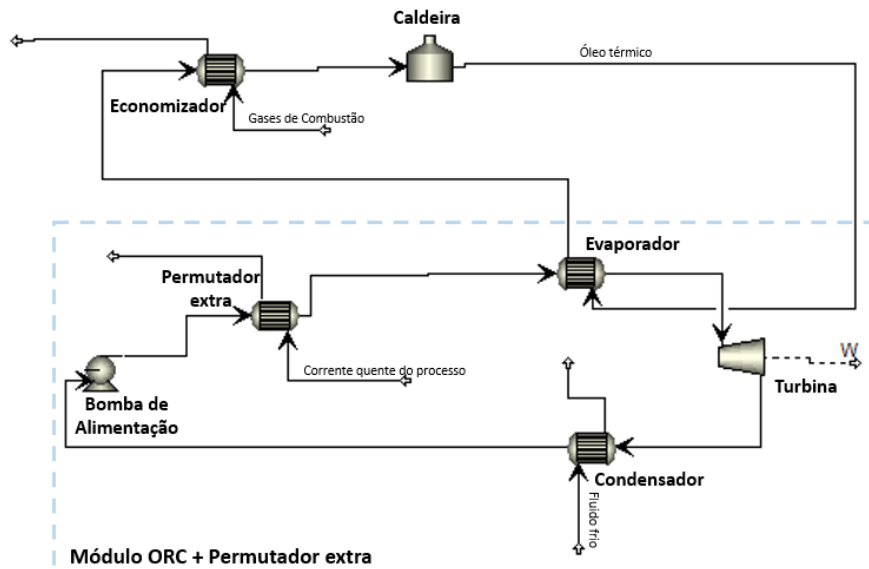 Caldeira
Óleo térmico
Economizador
Gases de Combustão
Evaporador
Permutador
extra
Corrente quente do processo
W
Turbina
Bomba de
Alimentação
Condensador
Fluido frio
Módulo ORC + Permutador extra